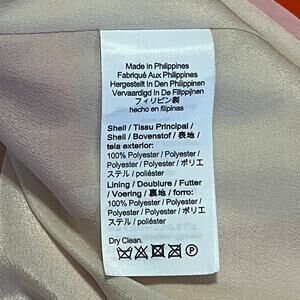 Made In Philippines
Fabriqué Aux Philippines
Hergestellt In Den Philippinen
Vervaardigd In De Filippijnen
フィリピン製
hecho en filipinas
Shell / Tissu Principal /
Shell / Bovenstof / 表地 /
tela exterior:
100% Polyester / Polyester /
Polyester / Polyester / ポリエ
ステル / poliéster
Lining / Doublure / Futter
/ Voering / 裏地 / forro:
100% Polyester / Polyester /
Polyester / Polyester / ポリエ
ステル / poliéster
Dry Clean.
P